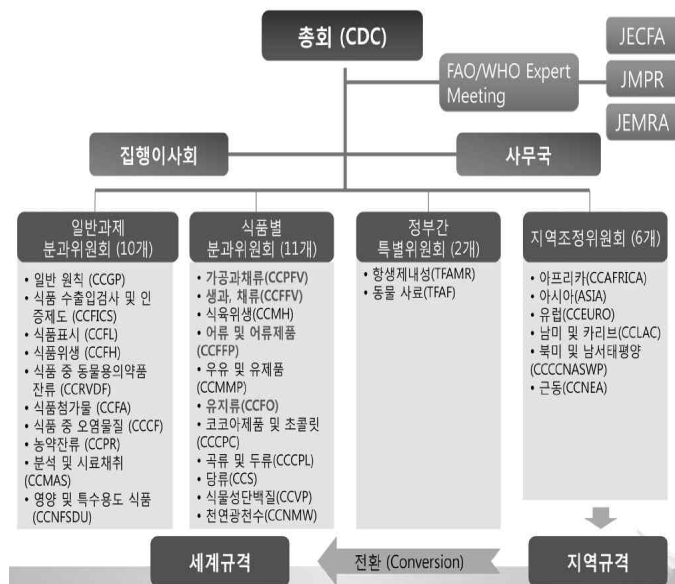 총회 (CDC)
FAO/WHO Expert
Meeting
JECFA
JMPR
JEMRA
집행이사회
사무국
일반과제
분과위원회 (10개)
• 일반 원칙 (CCGP)
• 식품 수출입검사 및 인
증제도 (CCFICS)
• 식품표시 (CCFL)
• 식품위생 (CCFH)
• 식품 중 동물용의약품
잔류 (CCRVDF)
• 식품첨가물 (CCFA)
• 식품 중 오염물질 (CCCF)
• 농약잔류 (CCPR)
• 분석 및 시료채취
(CCMAS)
• 영양 및 특수용도 식품
(CCNFSDU)
식품별
분과위원회 (11개)
• 가공과채류(CCPFV)
• 생과, 채류(CCFFV)
• 식육위생(CCMH)
• 어류 및 어류제품
(CCFFP)
• 우유 및 유제품
(CCMMP)
• 유지류(CCFO)
• 코코아제품 및 초콜릿
(CCCPC)
• 곡류 및 두류(CCCPL)
• 당류(CCS)
• 식물성단백질(CCVP)
• 천연광천수(CCNMW)
정부간
특별위원회 (2개)
• 항생제내성(TFAMR)
• 동물 사료(TFAF)
지역조정위원회 (6개)
• 아프리카(CCAFRICA)
• 아시아(ASIA)
• 유럽(CCEURO)
• 남미 및 카리브(CCLAC)
• 북미 및 남서태평양
(CCCCNASWP)
• 근동(CCNEA)
세계규격
전환 (Conversion)
지역규격